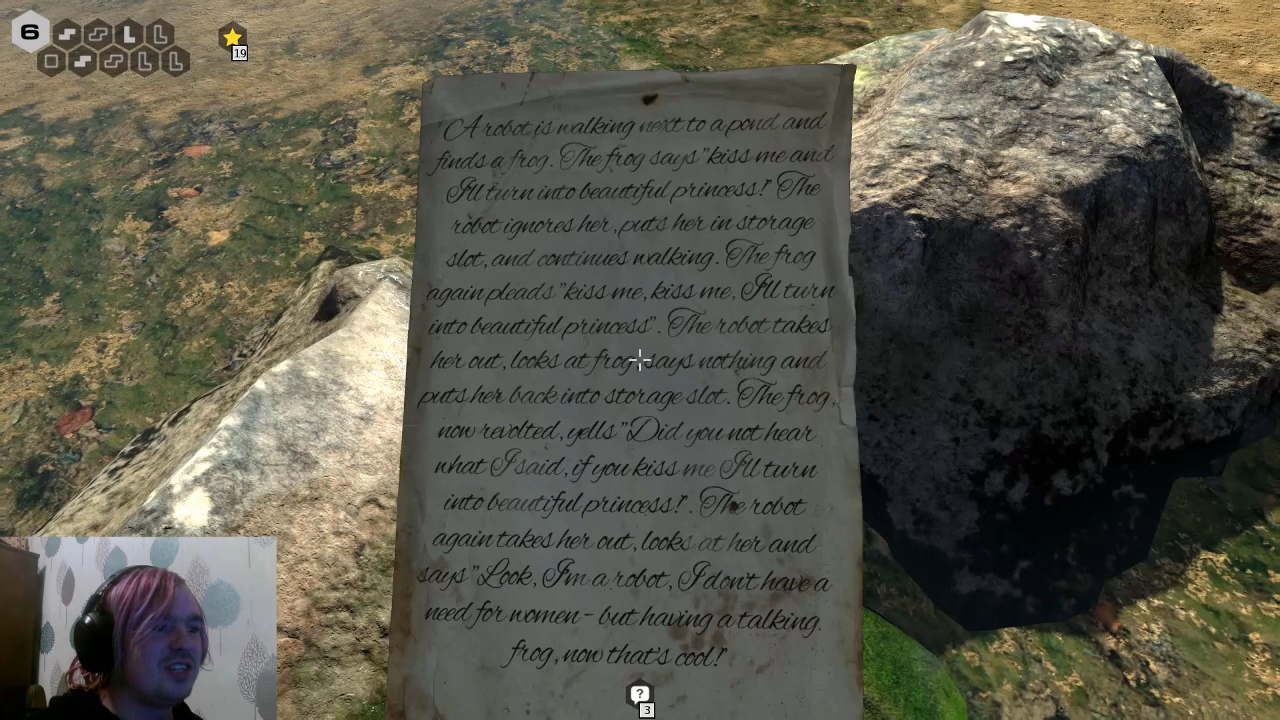 6
19
A robot is walking next to a pond and
finds a frog. The frog says "kiss me and
I'll turn into beautiful princess!" The
robot ignores her, puts her in storage
slot, and continues walking. The frog
again pleads "kiss me, kiss me, I'll turn
into beautiful princess". The robot takes
her out, looks at frog, says nothing and
puts her back into storage slot. The frog,
now revolted, yells "Did you not hear
what I said, if you kiss me I'll turn
into beautiful princess!". The robot
again takes her out, looks at her and
says "Look, I'm a robot, I don't have a
need for women - but having a talking
frog, now that's cool!"
?
3